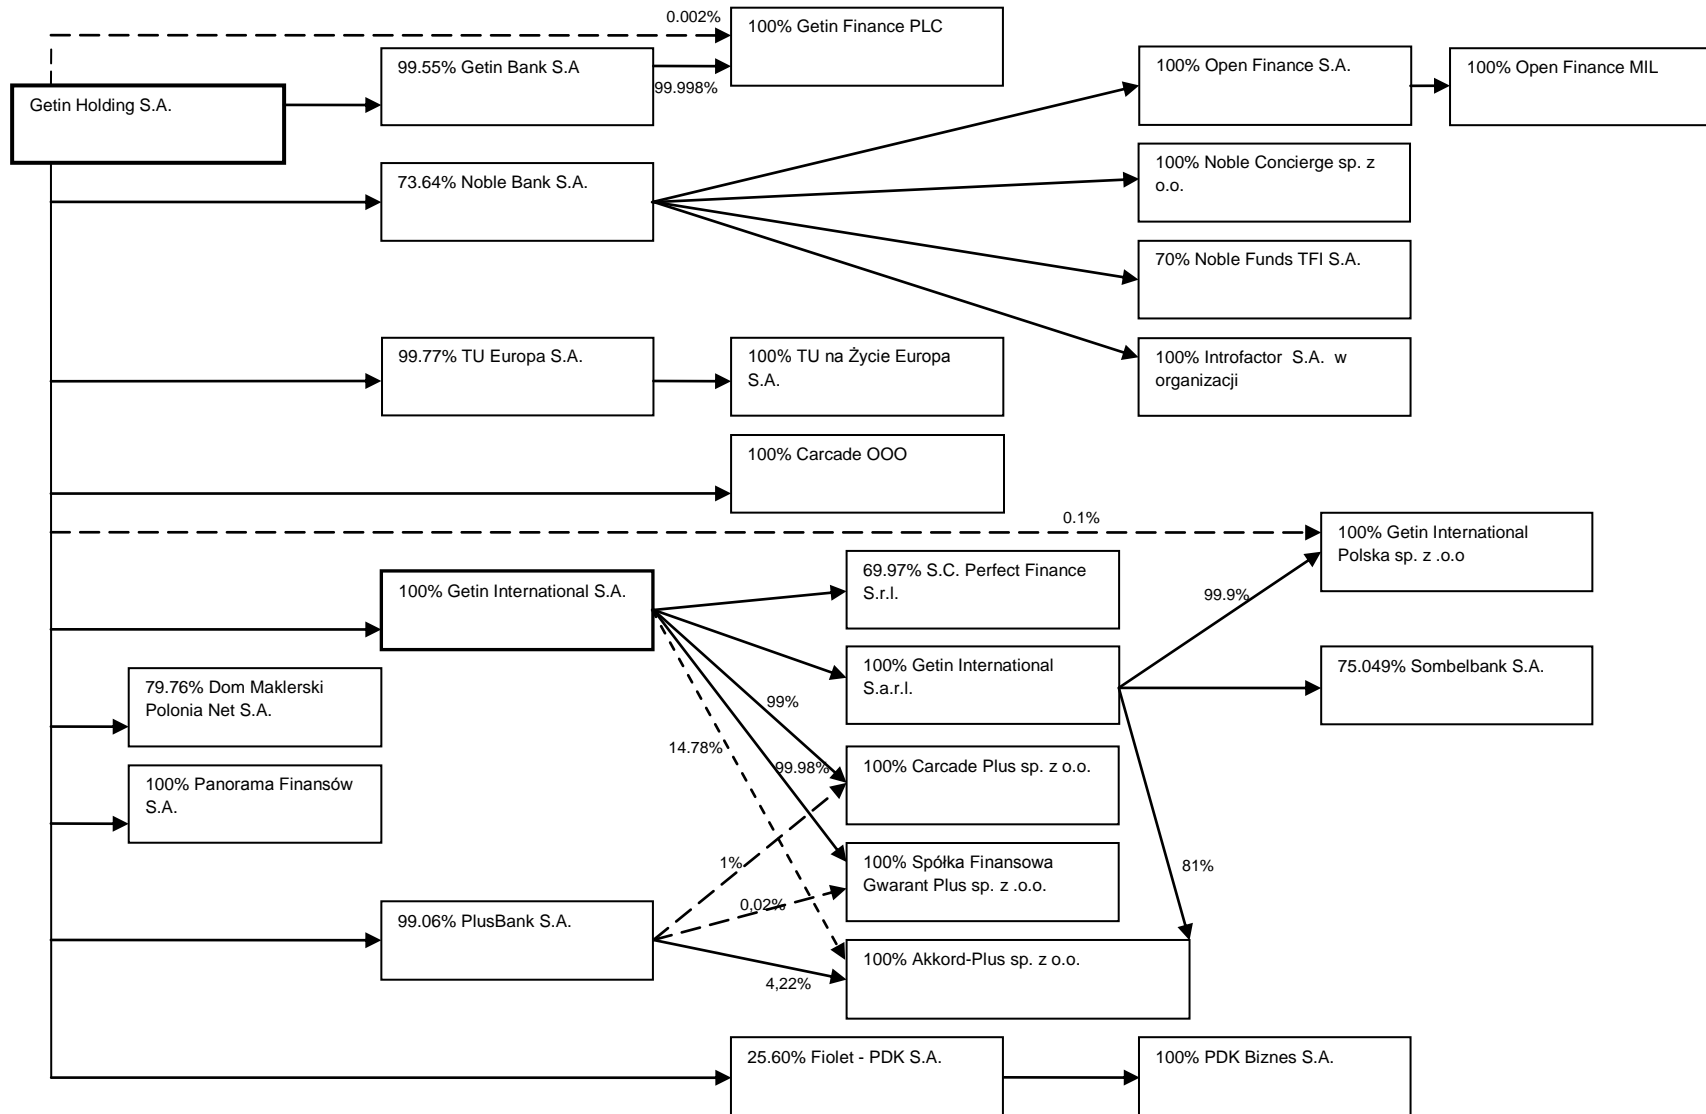 0.002%
100% Getin Finance PLC
99.55% Getin Bank S.A
99.998%
100% Open Finance S.A.
100% Open Finance MIL
Getin Holding S.A.
73.64% Noble Bank S.A.
100% Noble Concierge sp. z
o.o.
70% Noble Funds TFI S.A.
99.77% TU Europa S.A.
100% TU na Życie Europa
S.A.
100% Introfactor  S.A.  w
organizacji
100% Carcade OOO
0.1%
100% Getin International
Polska sp. z .o.o
69.97% S.C. Perfect Finance
S.r.l.
100% Getin International S.A.
99.9%
100% Getin International
S.a.r.l.
75.049% Sombelbank S.A.
79.76% Dom Maklerski
Polonia Net S.A.
99%
14.78%
99.98%
100% Carcade Plus sp. z o.o.
100% Panorama Finansów
S.A.
1%
100% Spółka Finansowa
Gwarant Plus sp. z .o.o.
81%
0,02%
99.06% PlusBank S.A.
100% Akkord-Plus sp. z o.o.
4,22%
25.60% Fiolet - PDK S.A.
100% PDK Biznes S.A.